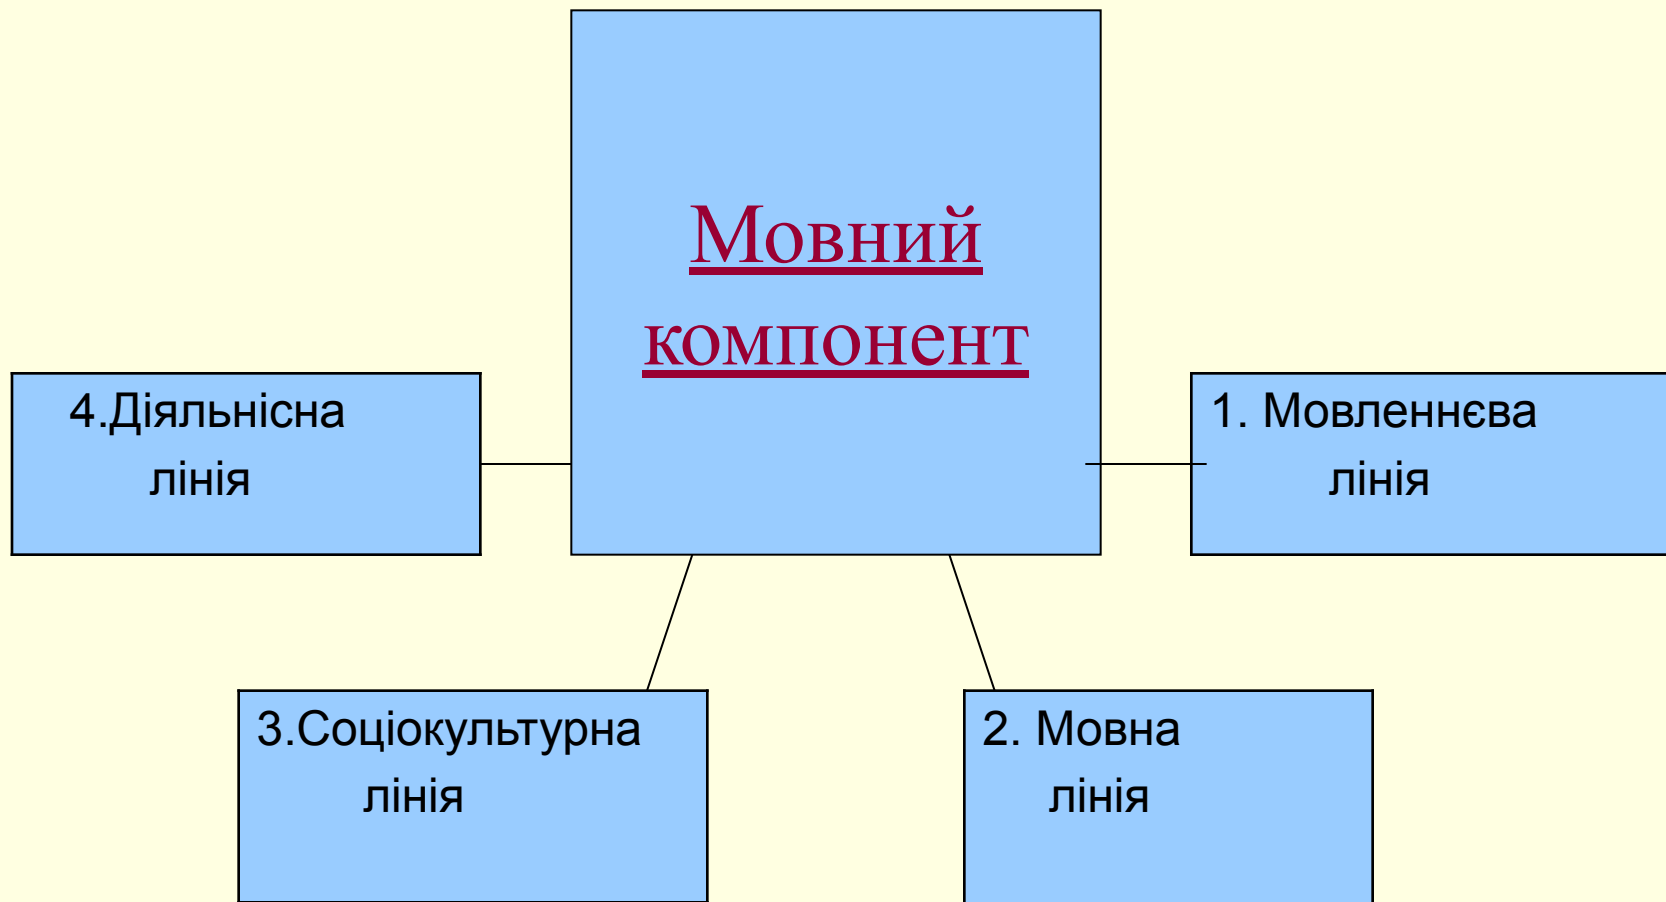 Мовний
компонент
4.Діяльнісна
лінія
1. Мовленнєва
лінія
3.Соціокультурна
лінія
2. Мовна
лінія